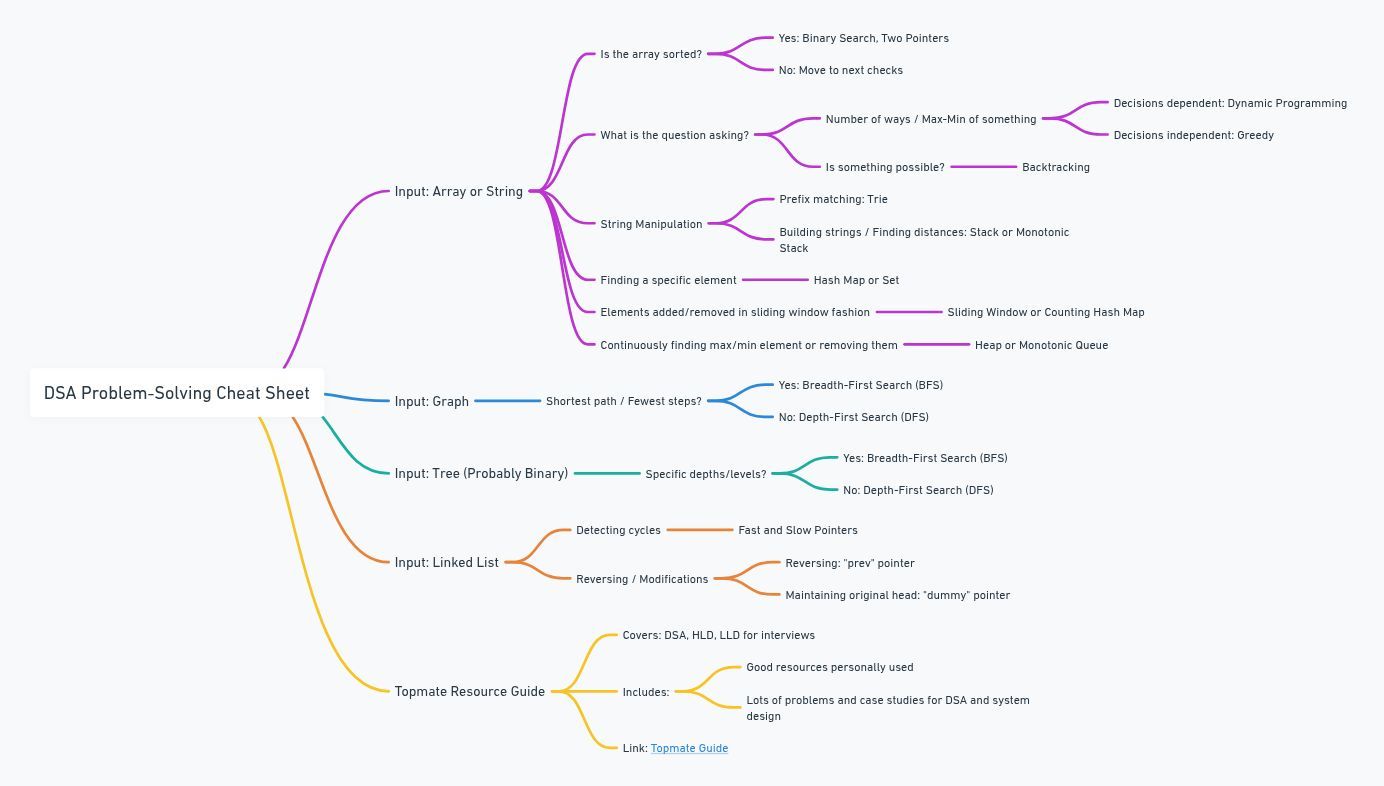 DSA Problem-Solving Cheat Sheet
Input: Array or String
Is the array sorted?
Yes: Binary Search, Two Pointers
No: Move to next checks
What is the question asking?
Number of ways / Max-Min of something
Decisions dependent: Dynamic Programming
Decisions independent: Greedy
Is something possible?
Backtracking
String Manipulation
Prefix matching: Trie
Building strings / Finding distances: Stack or Monotonic
Stack
Finding a specific element
Hash Map or Set
Elements added/removed in sliding window fashion
Sliding Window or Counting Hash Map
Continuously finding max/min element or removing them
Heap or Monotonic Queue
Input: Graph
Shortest path / Fewest steps?
Yes: Breadth-First Search (BFS)
No: Depth-First Search (DFS)
Input: Tree (Probably Binary)
Specific depths/levels?
Yes: Breadth-First Search (BFS)
No: Depth-First Search (DFS)
Input: Linked List
Detecting cycles
Fast and Slow Pointers
Reversing / Modifications
Reversing: "prev" pointer
Maintaining original head: "dummy" pointer
Topmate Resource Guide
Covers: DSA, HLD, LLD for interviews
Includes:
Good resources personally used
Lots of problems and case studies for DSA and system
design
Link: Topmate Guide